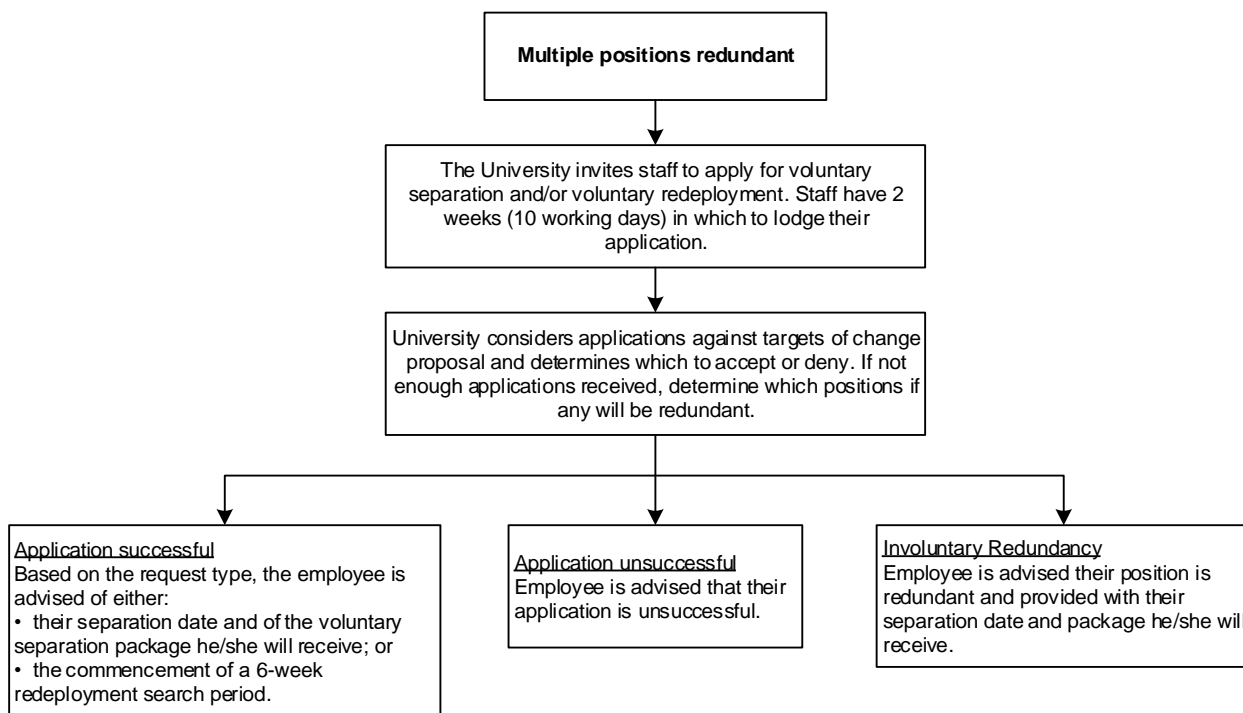 Multiple positions redundant
The University invites staff to apply for voluntary
separation and/or voluntary redeployment. Staff have 2
weeks (10 working days) in which to lodge their
application.
University considers applications against targets of change
proposal and determines which to accept or deny. If not
enough applications received, determine which positions if
any will be redundant.
Application successful
Based on the request type, the employee is
advised of either:
• their separation date and of the voluntary
separation package he/she will receive; or
• the commencement of a 6-week
redeployment search period.
Application unsuccessful
Employee is advised that their
application is unsuccessful.
Involuntary Redundancy
Employee is advised their position is
redundant and provided with their
separation date and package he/she will
receive.